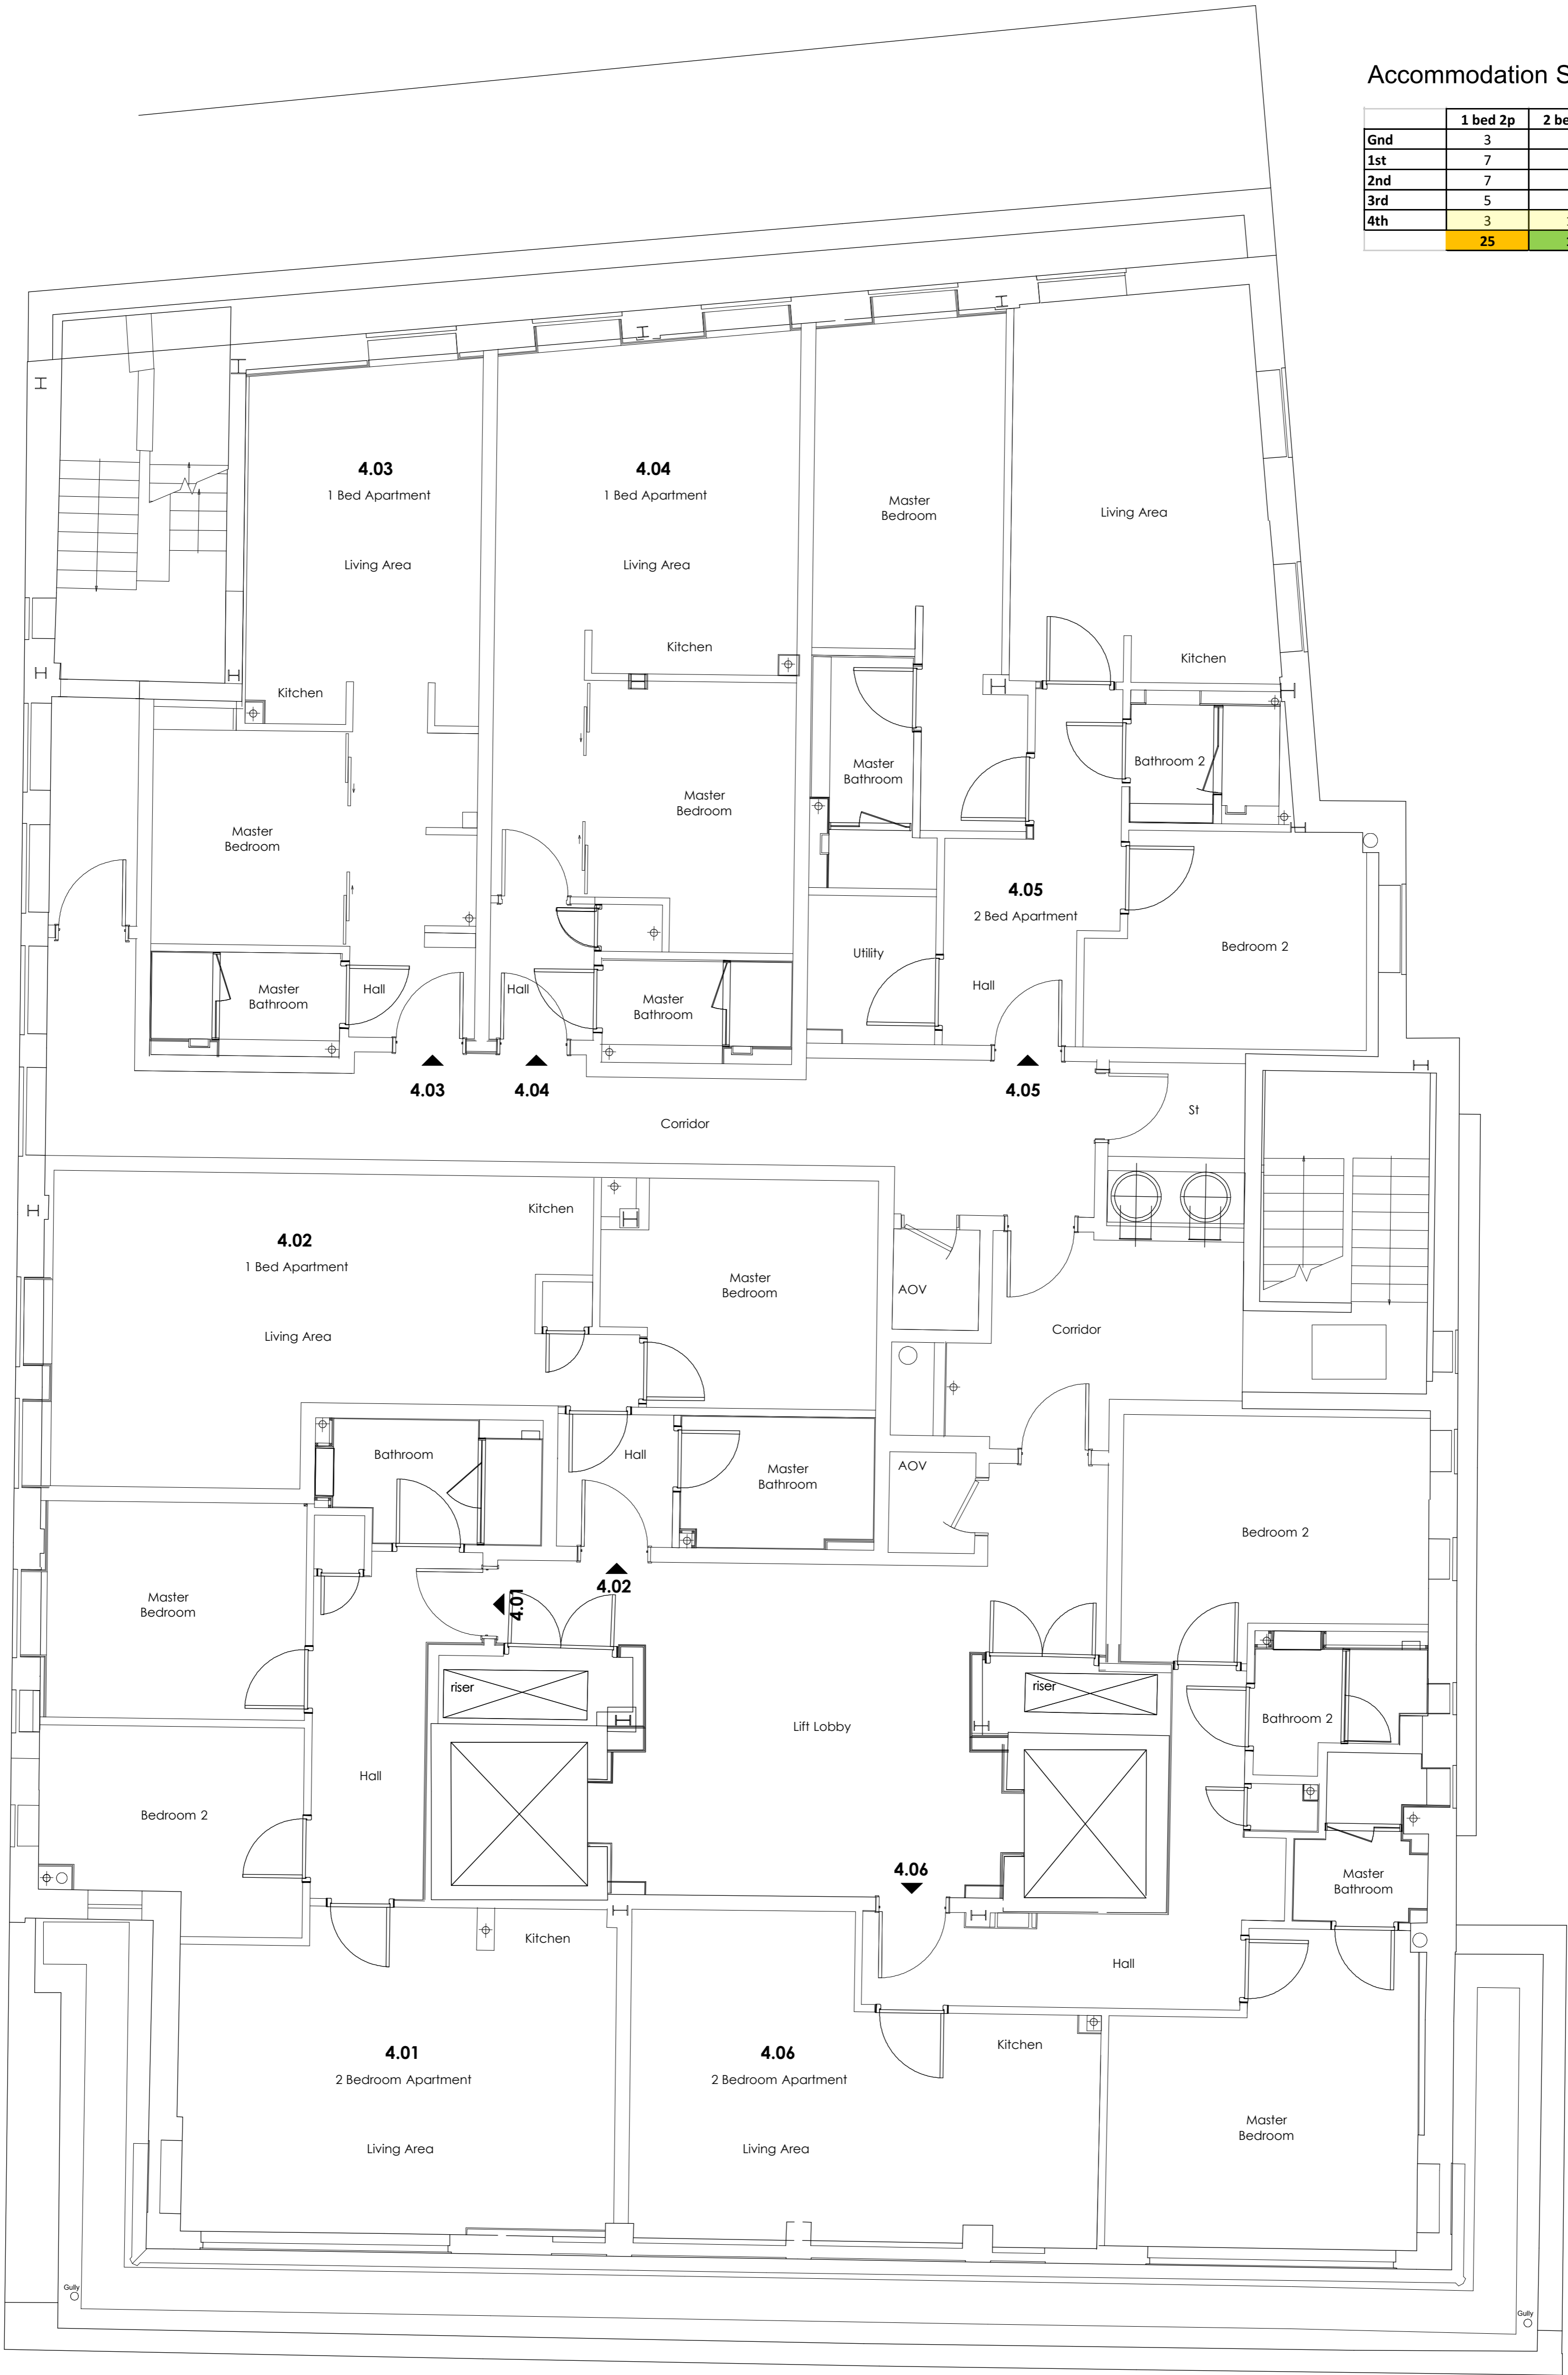 Accommodation S
1 bed 2p
Gnd 3
1st 7
2nd 7
3rd 5
4th 3
25
4.03
1 Bed Apartment
Living Area
Kitchen
Master
Bedroom
Master
Bathroom
Hall
4.04
1 Bed Apartment
Living Area
Kitchen
Master
Bedroom
Hall
Master
Bathroom
Master
Bedroom
Living Area
Kitchen
Master
Bathroom
Bathroom 2
4.05
2 Bed Apartment
Utility
Hall
Bedroom 2
4.03
4.04
4.05
Corridor
St
4.02
1 Bed Apartment
Living Area
Kitchen
Master
Bedroom
AOV
Corridor
Bathroom
Hall
Master
Bathroom
AOV
Bedroom 2
Master
Bedroom
4.01
4.02
riser
riser
Lift Lobby
Bathroom 2
Hall
Bedroom 2
4.06
Master
Bathroom
Kitchen
Hall
4.01
2 Bedroom Apartment
Living Area
4.06
2 Bedroom Apartment
Living Area
Kitchen
Master
Bedroom
Gully
Gully